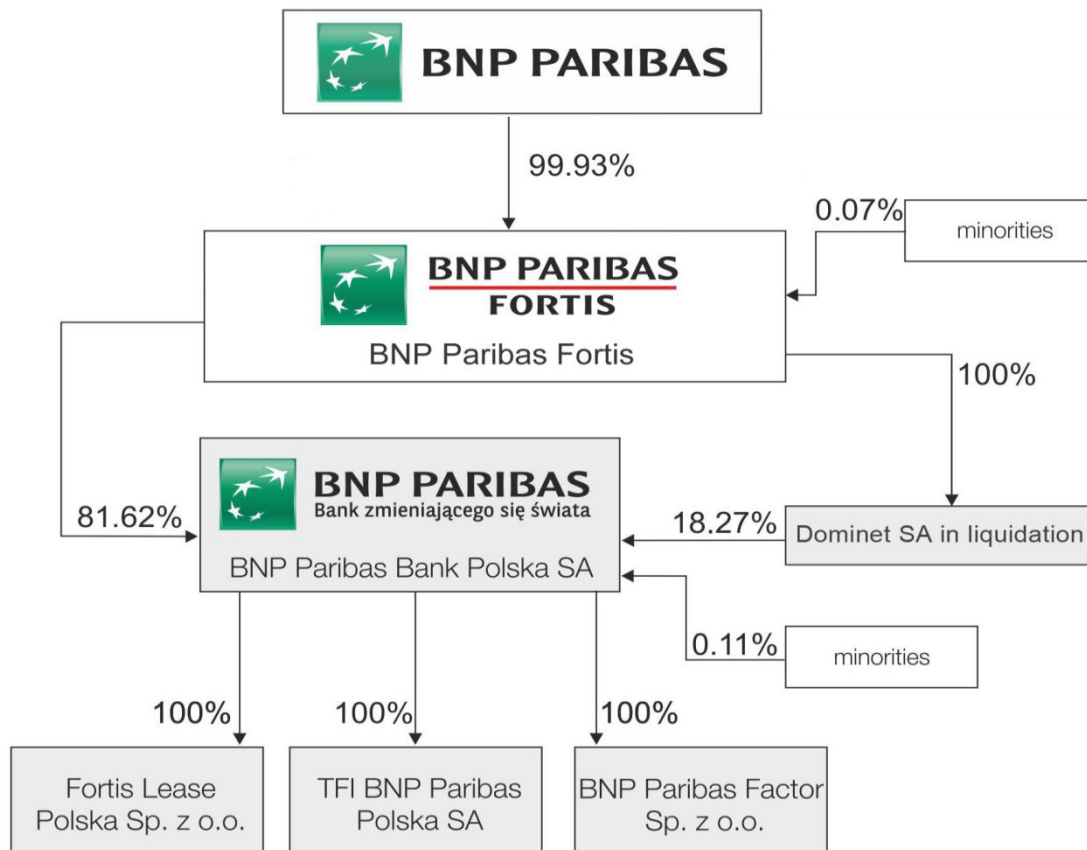 BNP PARIBAS
99.93%
0.07%
minorities
BNP PARIBAS
FORTIS
BNP Paribas Fortis
100%
BNP PARIBAS
Bank zmieniającego się świata
81.62%
18.27%
Dominet SA in liquidation
BNP Paribas Bank Polska SA
0.11%
minorities
100%
100%
100%
Fortis Lease
Polska Sp. z o.o.
TFI BNP Paribas
Polska SA
BNP Paribas Factor
Sp. z o.o.